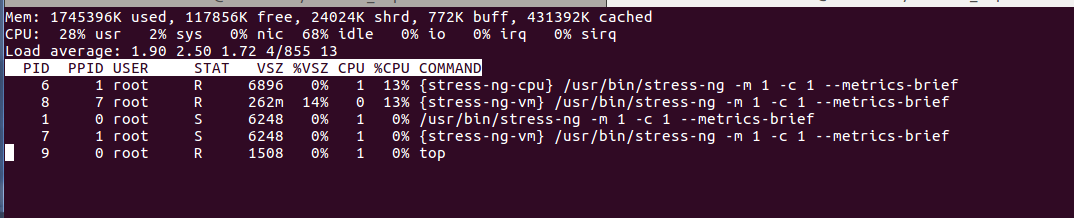 Mem: 1745396K used, 117856K free, 24024K shrd, 772K buff, 431392K cached
CPU:  28% usr   2% sys   0% nic  68% idle   0% io   0% irq   0% sirq
Load average: 1.90 2.50 1.72 4/855 13
  PID  PPID USER     STAT   VSZ %VSZ CPU %CPU COMMAND
    6     1 root     R     6896   0%   1  13% {stress-ng-cpu} /usr/bin/stress-ng -m 1 -c 1 --metrics-brief
    8     7 root     R     262m  14%   0  13% {stress-ng-vm} /usr/bin/stress-ng -m 1 -c 1 --metrics-brief
    1     0 root     S     6248   0%   1   0% /usr/bin/stress-ng -m 1 -c 1 --metrics-brief
    7     1 root     S     6248   0%   1   0% {stress-ng-vm} /usr/bin/stress-ng -m 1 -c 1 --metrics-brief
    9     0 root     R     1508   0%   1   0% top